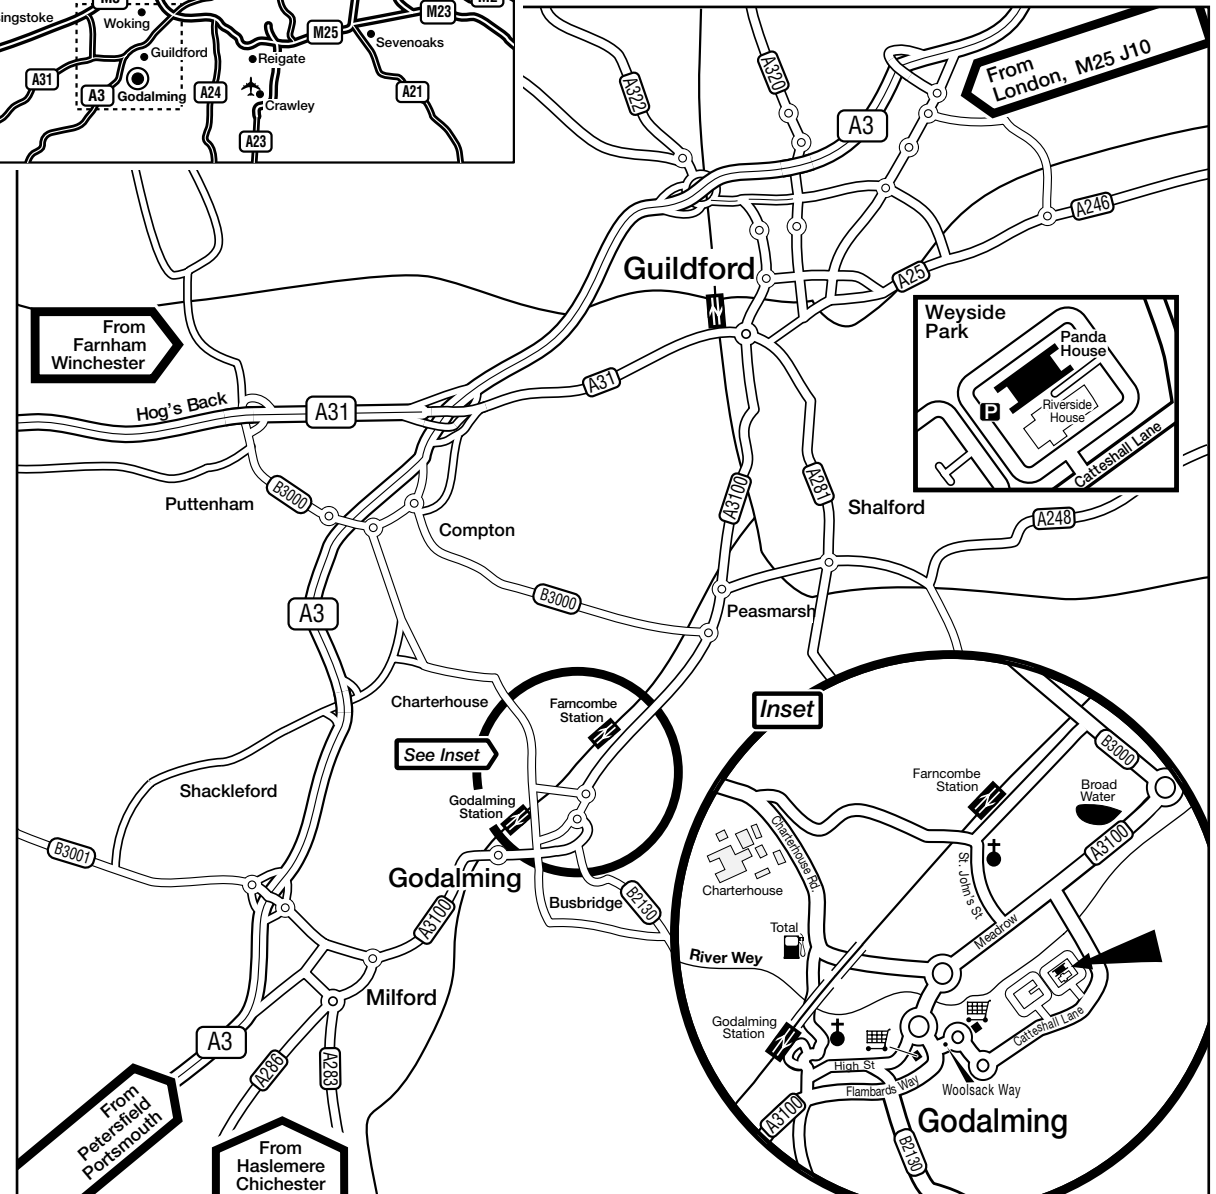 M25
M23
Woking
Guildford
Reigate
Sevenoaks
A31
A3
Godalming
A24
Crawley
A21
A23
A322
A320
A3
From
London, M25 J10
A246
A25
Guildford
From
Farnham
Winchester
Hog's Back
A31
A31
Weyside
Park
Panda
House
P
Riverside
House
Catteshall Lane
Puttenham
B3000
Compton
A3100
A281
Shalford
A248
A3
B3000
Peasmarsh
Charterhouse
See Inset
Farncombe
Station
Godalming
Station
Shackleford
B3001
Godalming
A3100
Busbridge
B2130
River Wey
Milford
A3
A286
A283
From
Petersfield
Portsmouth
From
Haslemere
Chichester
Inset
B3000
Farncombe
Station
Broad
Water
A3100
Charterhouse Rd.
Charterhouse
St. John's St
Total
Meadrow
Godalming
Station
Catteshall Lane
High St
Flambards Way
Woolsack Way
A3100
Godalming
B2130